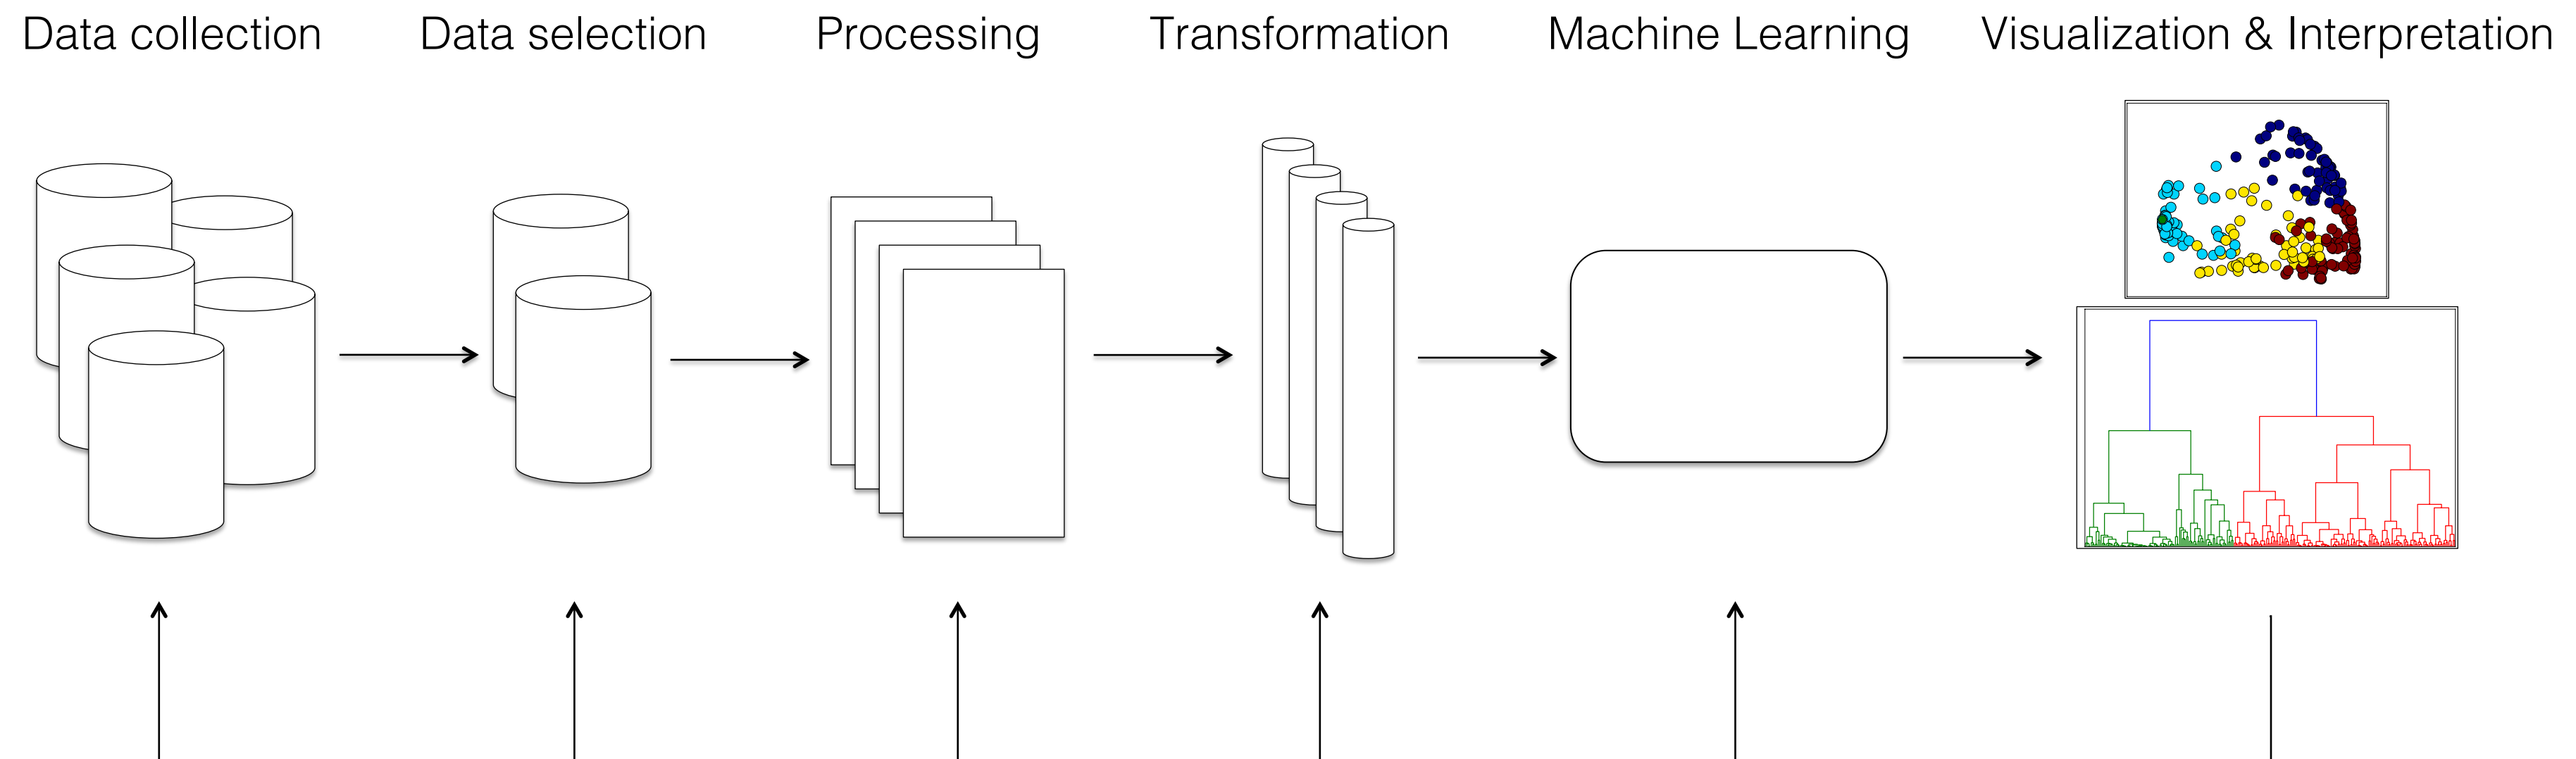 Data collection
Data selection
Processing
Transformation
Machine Learning
Visualization & Interpretation